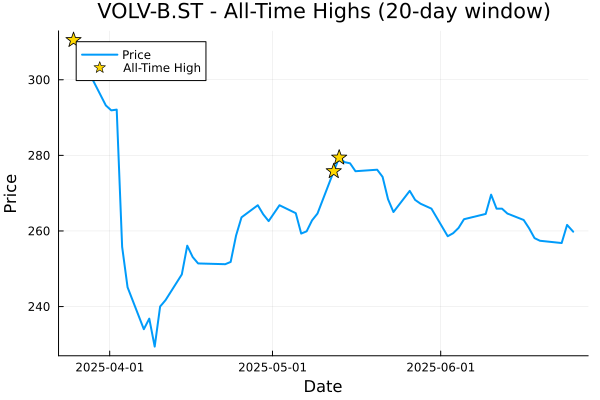 VOLV-B.ST - All-Time Highs (20-day window)
Price
All-Time High
300
280
260
240
Price
2025-04-01
2025-05-01
2025-06-01
Date